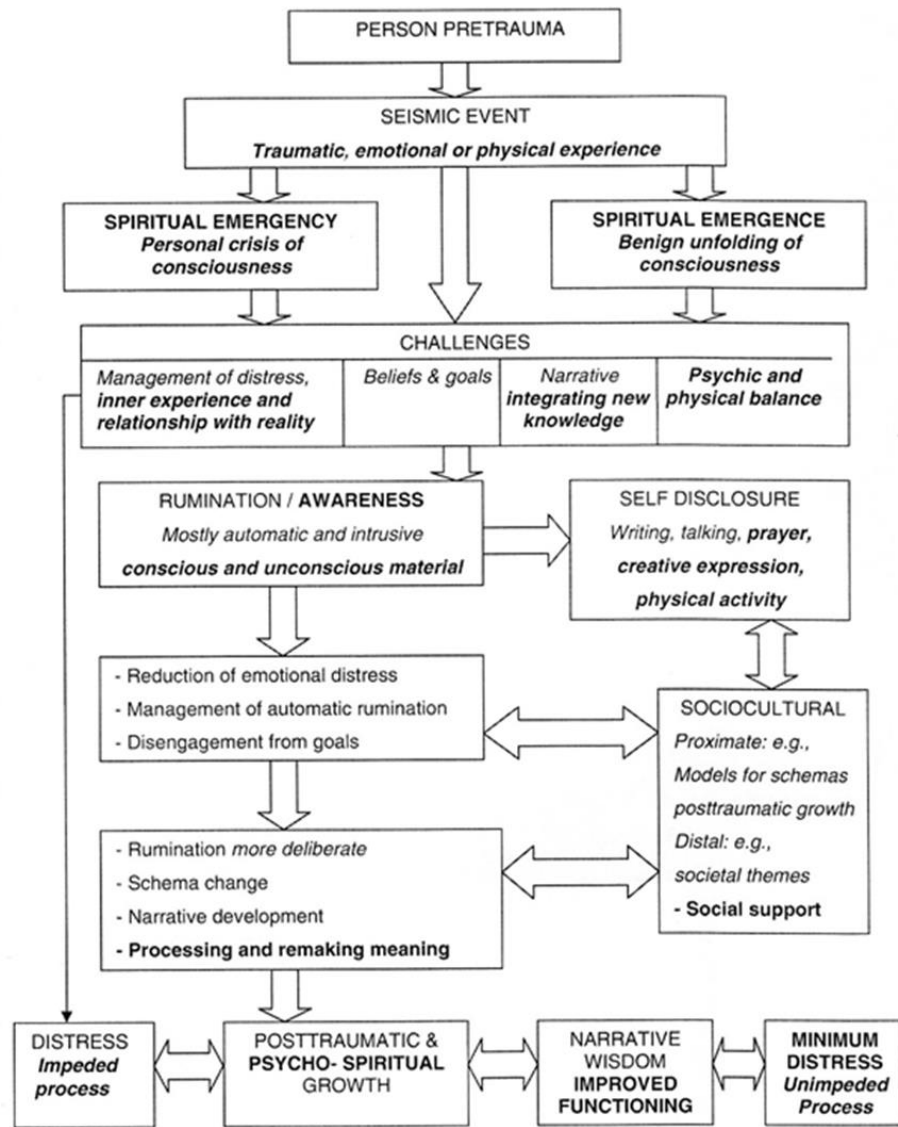 PERSON PRETRAUMA
SEISMIC EVENT
Traumatic, emotional or physical experience
SPIRITUAL EMERGENCY
Personal crisis of
consciousness
SPIRITUAL EMERGENCE
Benign unfolding of
consciousness
CHALLENGES
Management of distress,
inner experience and
relationship with reality
Beliefs & goals
Narrative
integrating new
knowledge
Psychic and
physical balance
RUMINATION / AWARENESS
Mostly automatic and intrusive
conscious and unconscious material
SELF DISCLOSURE
Writing, talking, prayer,
creative expression,
physical activity
- Reduction of emotional distress
- Management of automatic rumination
- Disengagement from goals
SOCIOCULTURAL
Proximate: e.g.,
Models for schemas
posttraumatic growth
Distal: e.g.,
societal themes
- Social support
- Rumination more deliberate
- Schema change
- Narrative development
- Processing and remaking meaning
DISTRESS
Impeded
process
POSTTRAUMATIC &
PSYCHO- SPIRITUAL
GROWTH
NARRATIVE
WISDOM
IMPROVED
FUNCTIONING
MINIMUM
DISTRESS
Unimpeded
Process